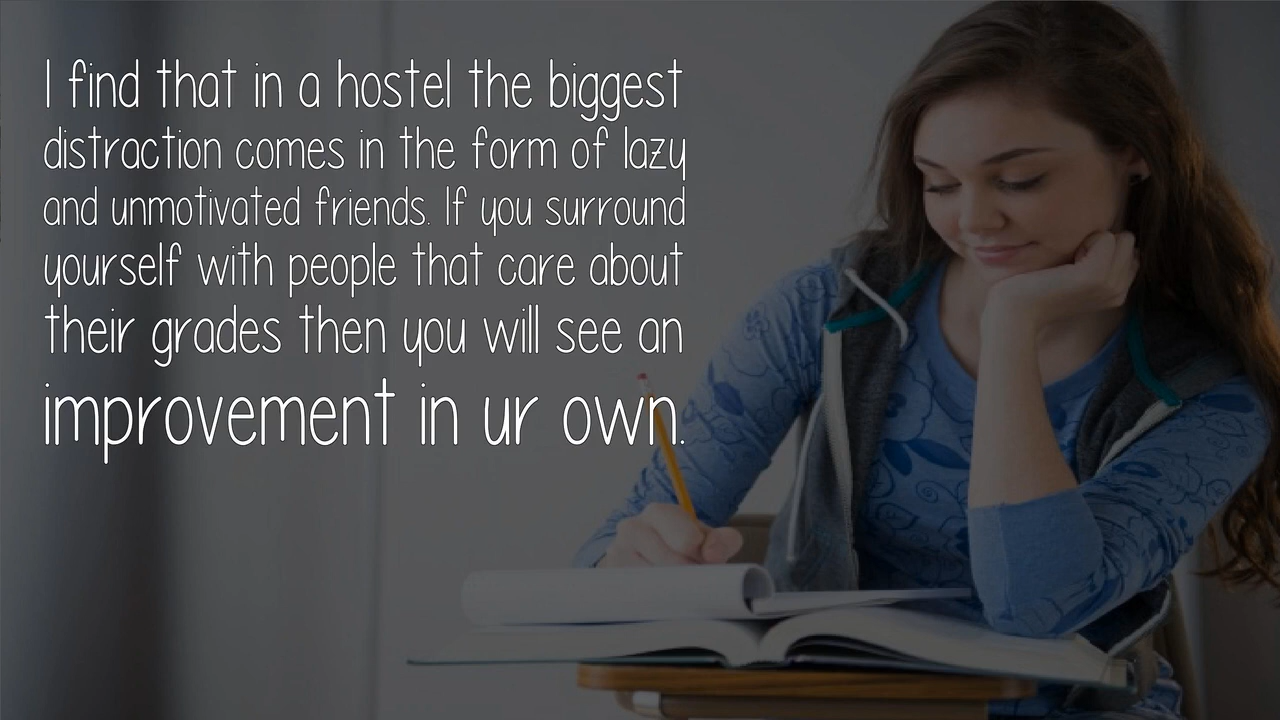 I find that in a hostel the biggest
distraction comes in the form of lazy
and unmotivated friends. If you surround
yourself with people that care about
their grades then you will see an
improvement in ur own.